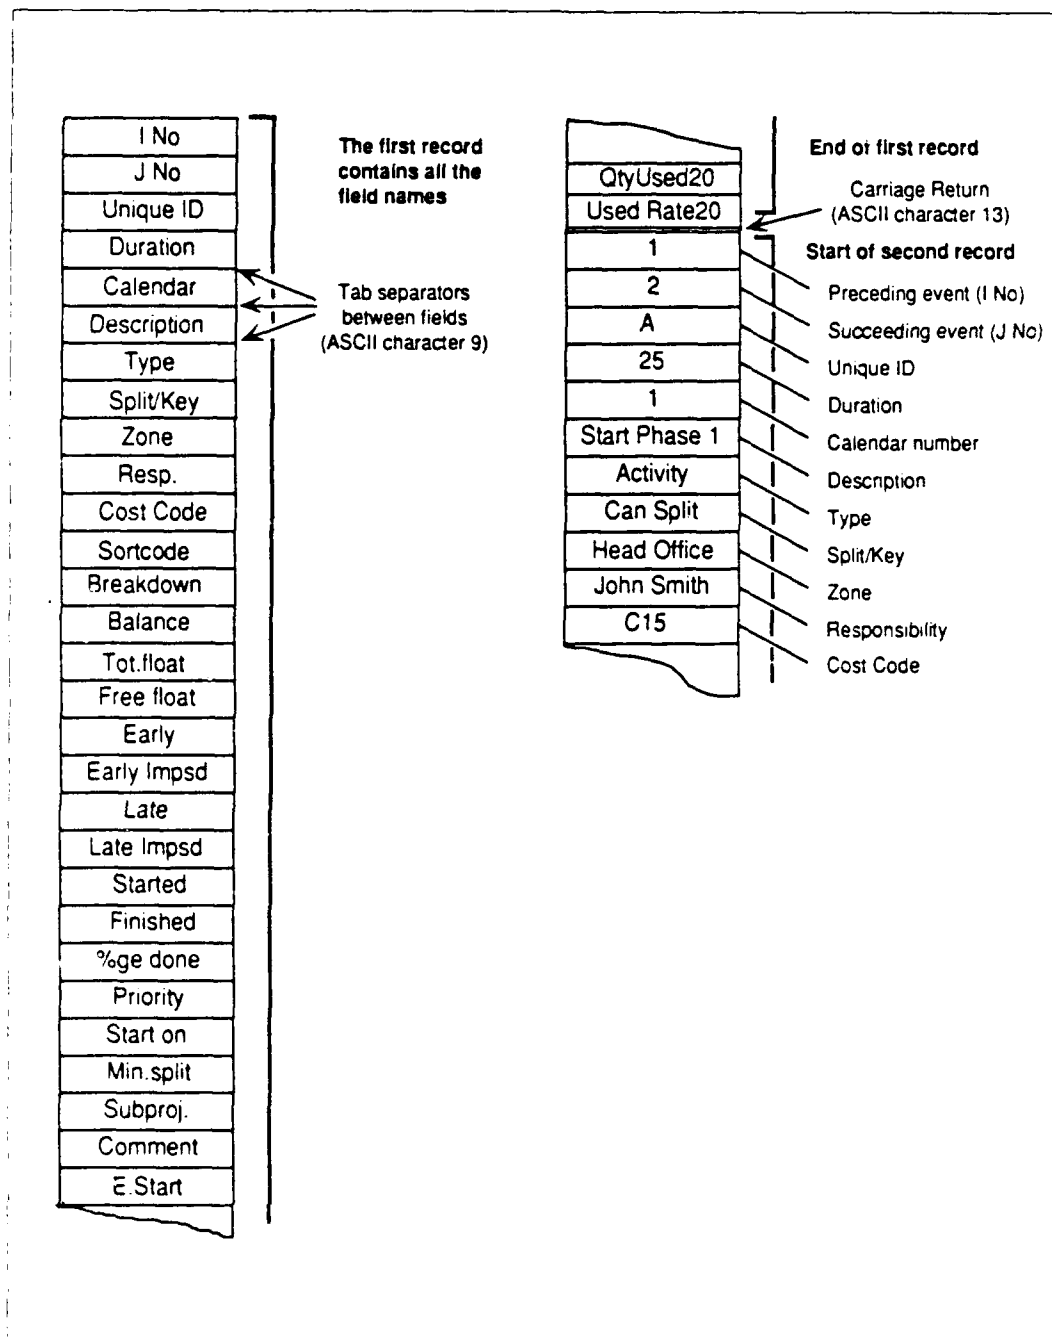 I No
J No
Unique ID
Duration
Calendar
Description
Type
Split/Key
Zone
Resp.
Cost Code
Sortcode
Breakdown
Balance
Tot.float
Free float
Early
Early Impsd
Late
Late Impsd
Started
Finished
%ge done
Priority
Start on
Min.split
Subproj.
Comment
E.Start
The first record
contains all the
field names
Tab separators
between fields
(ASCII character 9)
QtyUsed20
Used Rate20
1
2
A
25
1
Start Phase 1
Activity
Can Split
Head Office
John Smith
C15
End of first record
Carriage Return
(ASCII character 13)
Start of second record
Preceding event (I No)
Succeeding event (J No)
Unique ID
Duration
Calendar number
Description
Type
Split/Key
Zone
Responsibility
Cost Code